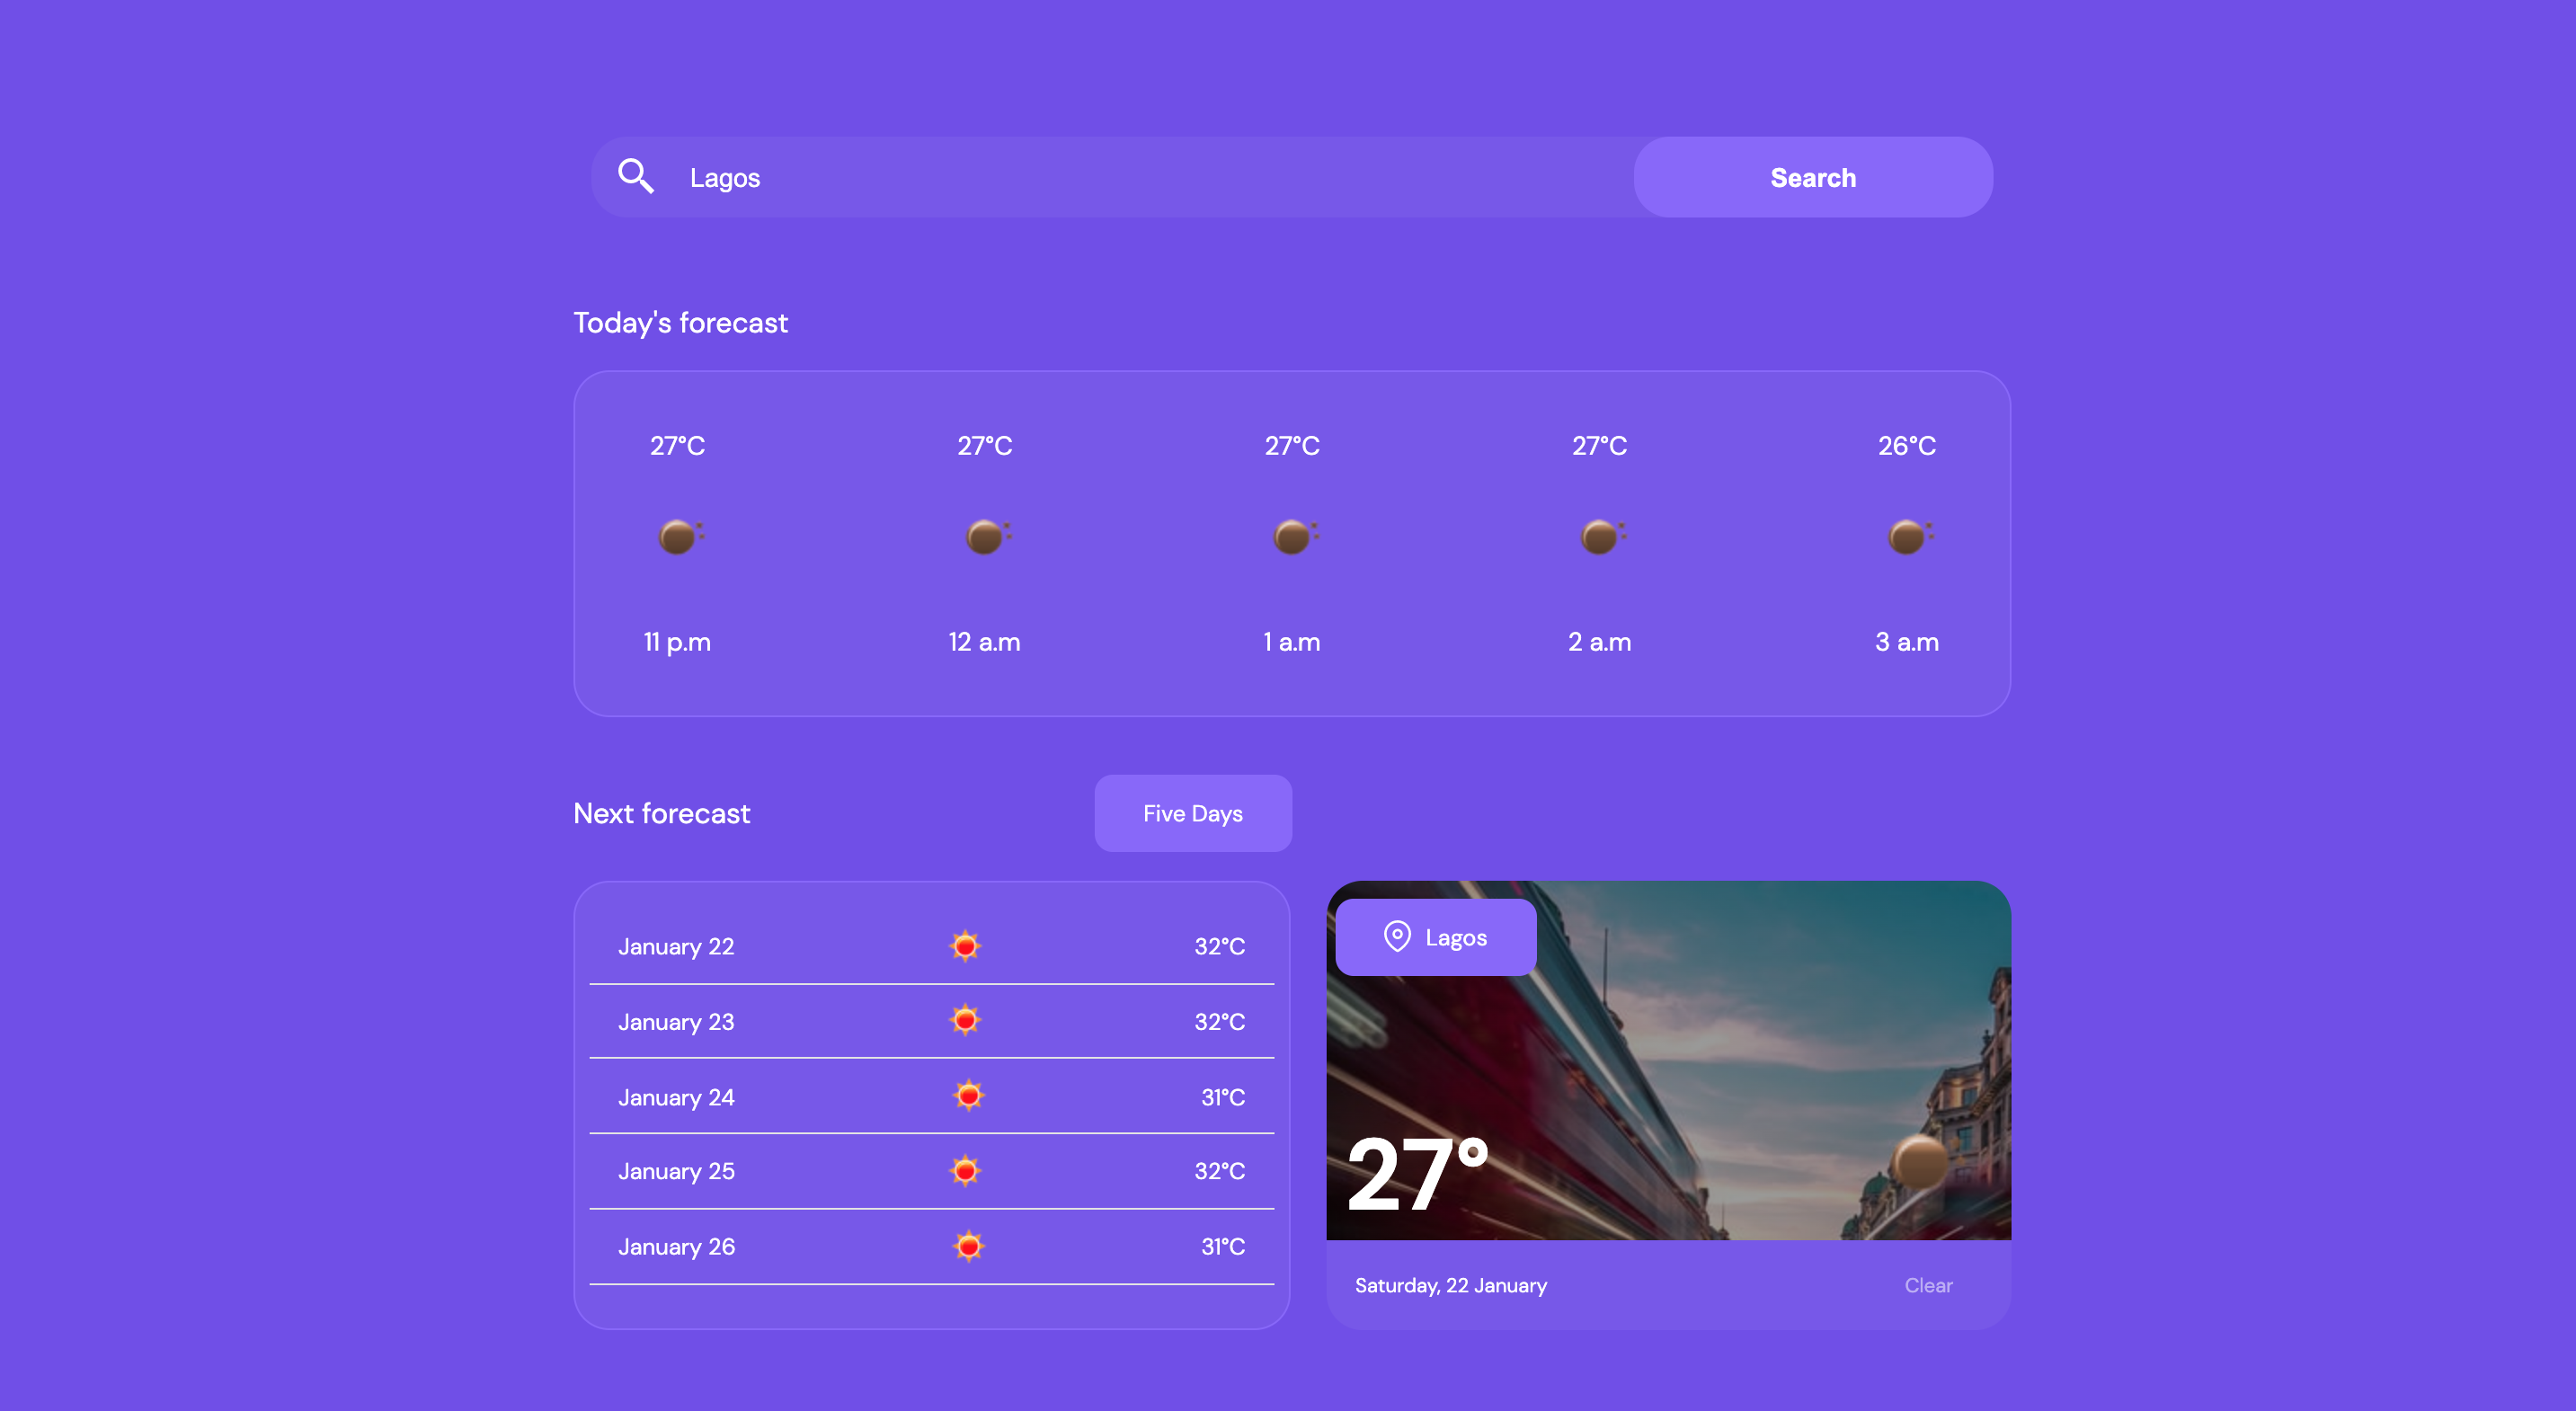 Lagos
Search
Today's forecast
27°C 27°C 27°C 27°C 26°C
11 p.m 12 a.m 1 a.m 2 a.m 3 a.m
Next forecast
Five Days
January 22 32°C
January 23 32°C
January 24 31°C
January 25 32°C
January 26 31°C
Lagos
27°
Saturday, 22 January
Clear